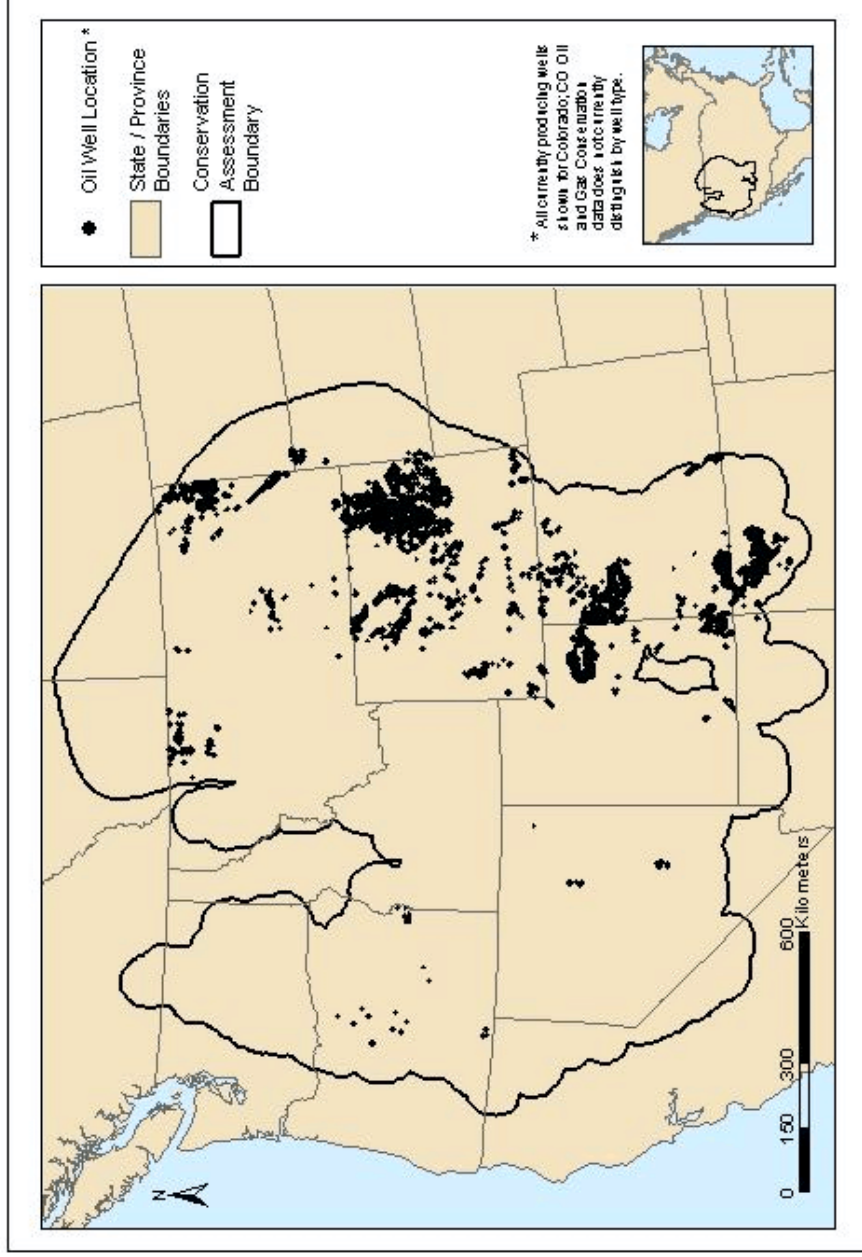 Oil Well Location *
State / Province
Boundaries
Conservation
Assessment
Boundary
* All currently producing wells
shown for Colorado; CO Oil
and Gas Conservation
data does not currently
distinguish by well type.
N
0 150 300 600
Kilometers